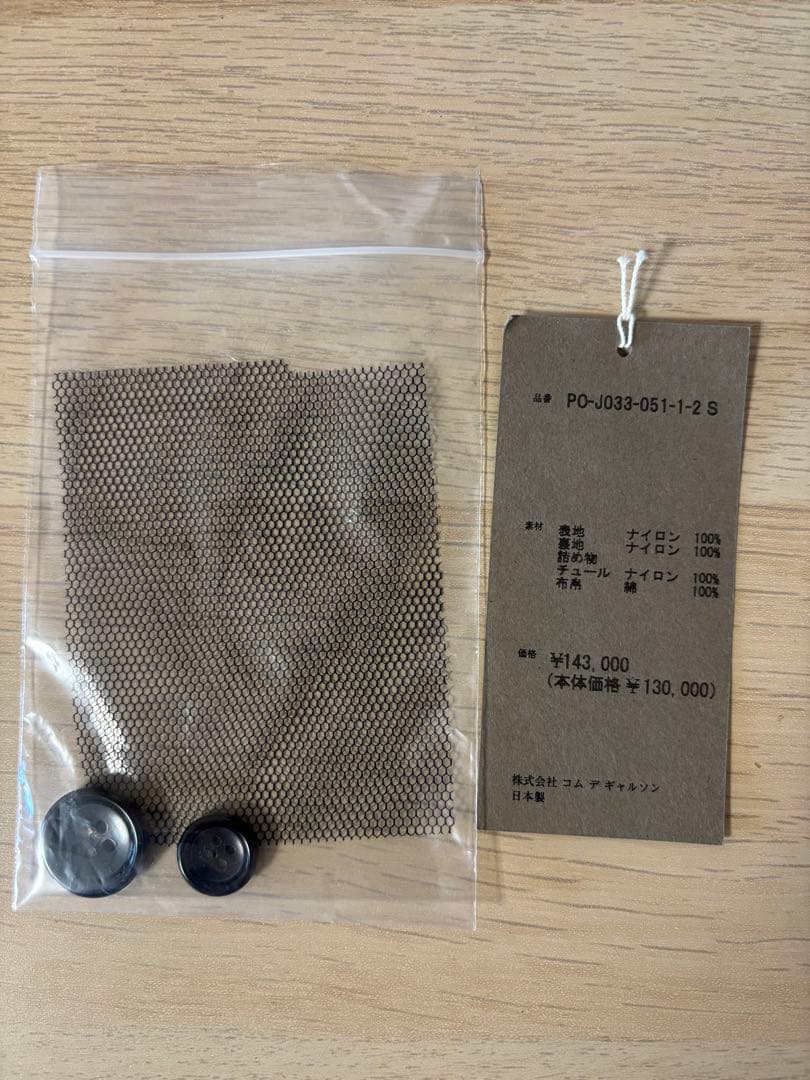 品番 PO-J033-051-1-2 S
素材 表地 ナイロン 100%
裏地 ナイロン 100%
詰め物
チュール ナイロン 100%
布帛 綿 100%
価格 ¥143,000
(本体価格 ¥130,000)
株式会社 コム デ ギャルソン
日本製